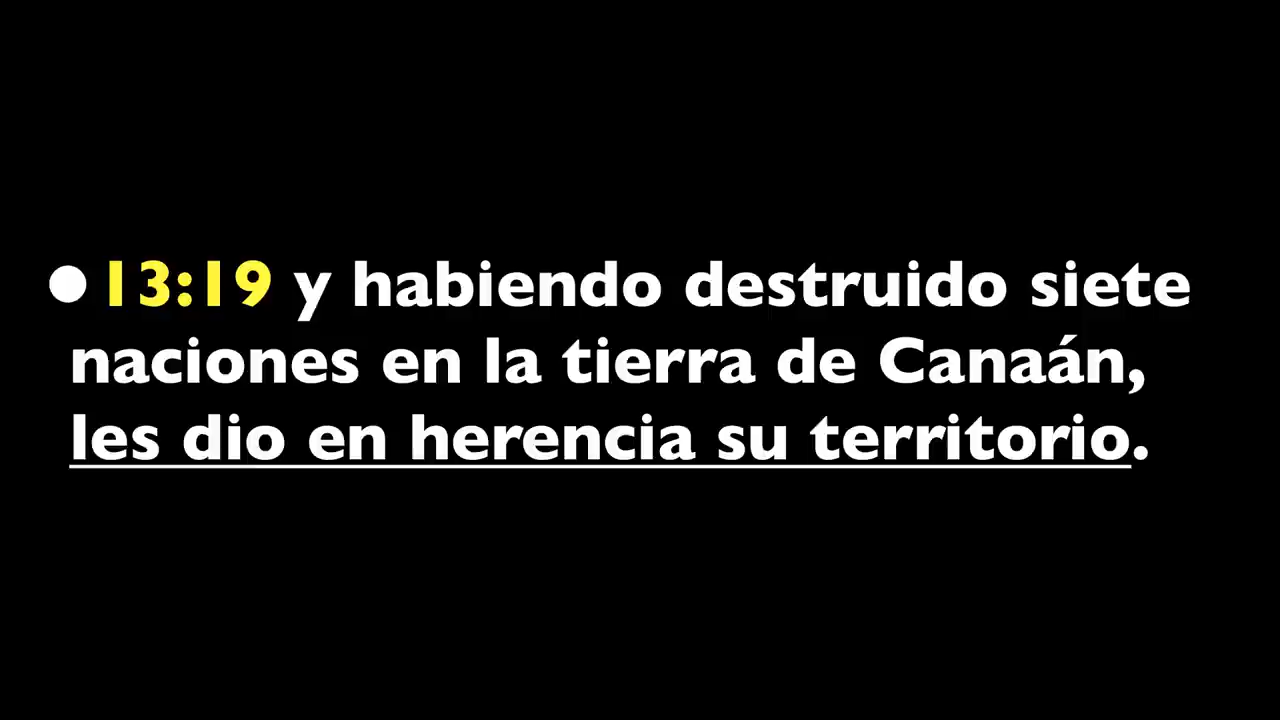 ●13:19 y habiendo destruido siete
naciones en la tierra de Canaán,
les dio en herencia su territorio.